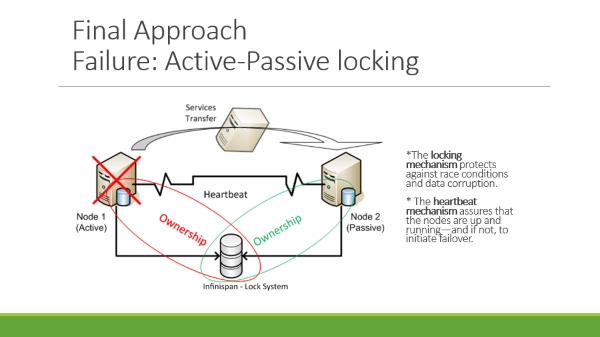 Final Approach
Failure: Active-Passive locking
Services
Transfer
Heartbeat
Node 1
(Active)
Ownership
Ownership
Node 2
(Passive)
Infinispan - Lock System
*The locking
mechanism protects
against race conditions
and data corruption.
* The heartbeat
mechanism assures that
the nodes are up and
running—and if not, to
initiate failover.